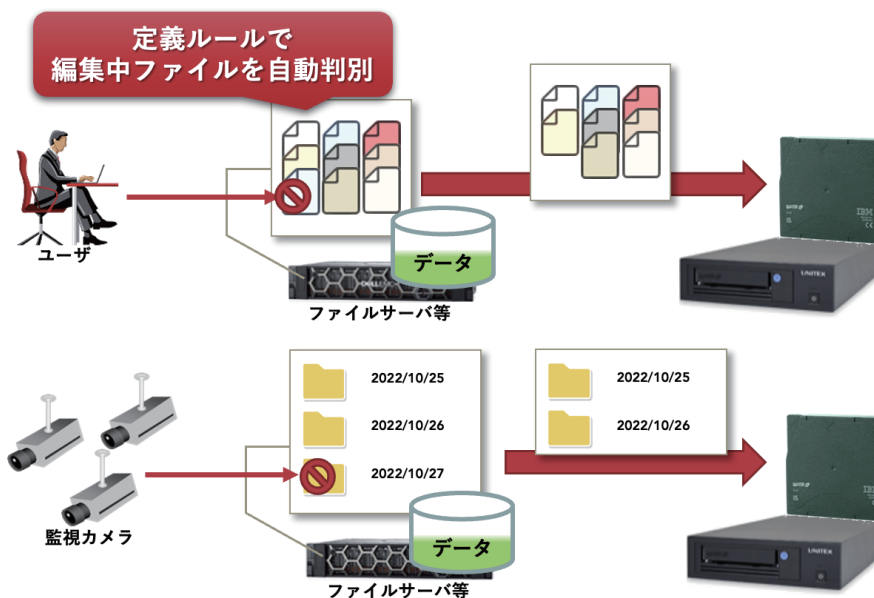 定義ルールで
編集中ファイルを自動判別
ユーザ
データ
ファイルサーバ等
IBM
UNITEX
2022/10/25
2022/10/26
2022/10/27
2022/10/25
2022/10/26
監視カメラ
データ
ファイルサーバ等
UNITEX